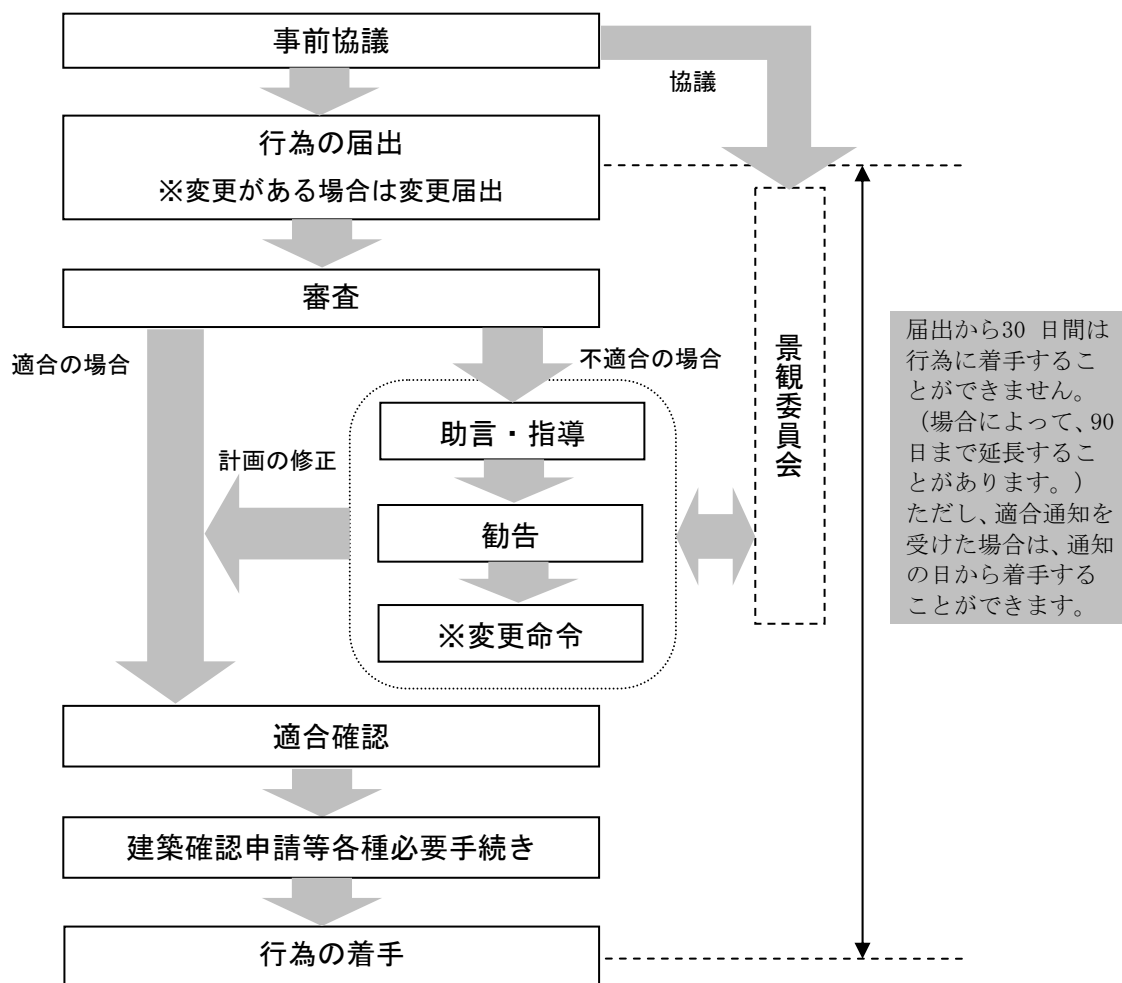 事前協議
協議
行為の届出
※変更がある場合は変更届出
審査
適合の場合
不適合の場合
助言・指導
計画の修正
勧告
※変更命令
景観委員会
届出から30 日間は
行為に着手するこ
とができません。
（場合によって、90
日まで延長するこ
とがあります。）
ただし、適合通知を
受けた場合は、通知
の日から着手する
ことができます。
適合確認
建築確認申請等各種必要手続き
行為の着手